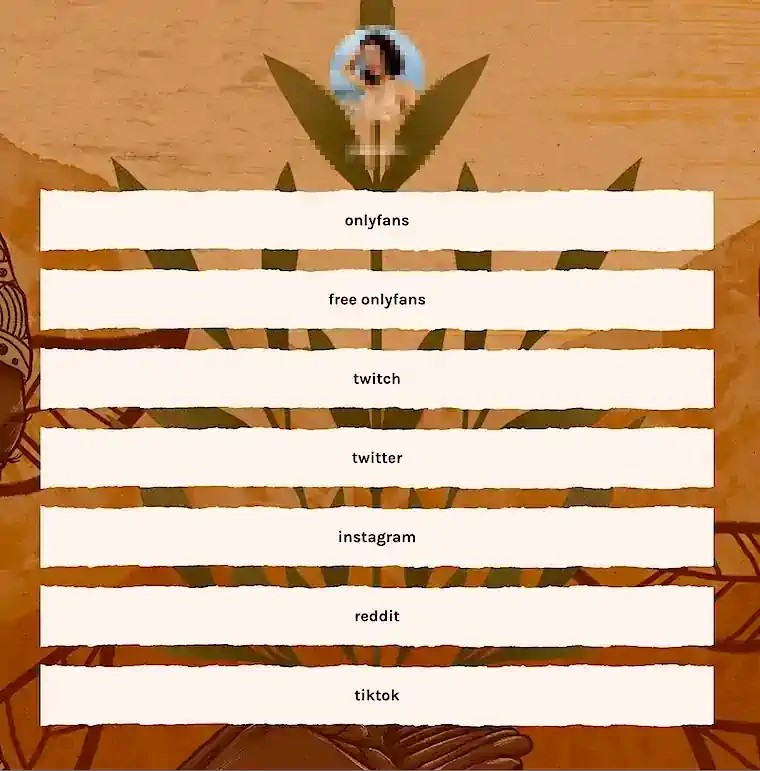 onlyfans
free onlyfans
twitch
twitter
instagram
reddit
tiktok